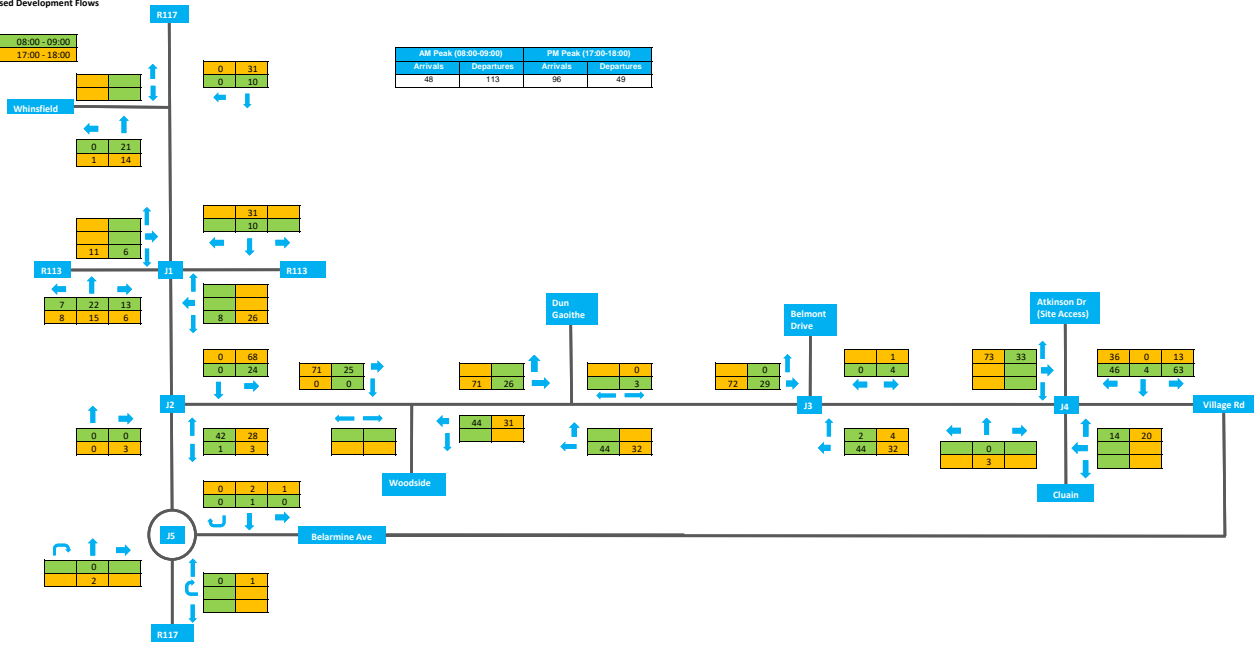 sed Development Flows
R117
08:00 - 09:00
17:00 - 18:00
AM Peak (08:00-09:00) PM Peak (17:00-18:00)
Arrivals Departures Arrivals Departures
48 113 96 49
0 31
0 10
Whinsfield
0 21
1 14
31
10
11 6
R113 J1 R113
7 22 13
8 15 6
8 26
Dun
Gaoithe
Belmont
Drive
Atkinson Dr
(Site Access)
0 68
0 24
71 25
0 0
71 26
0
3
0
72 29
1
0 4
73 33
36 0 13
46 4 63
J2 J3 J4 Village Rd
0 0
0 3
42 28
1 3
44 31
44 32
2 4
44 32
0
3
14 20
Woodside
Cluain
0 2 1
0 1 0
J5 Belarmine Ave
0
2
0 1
R117